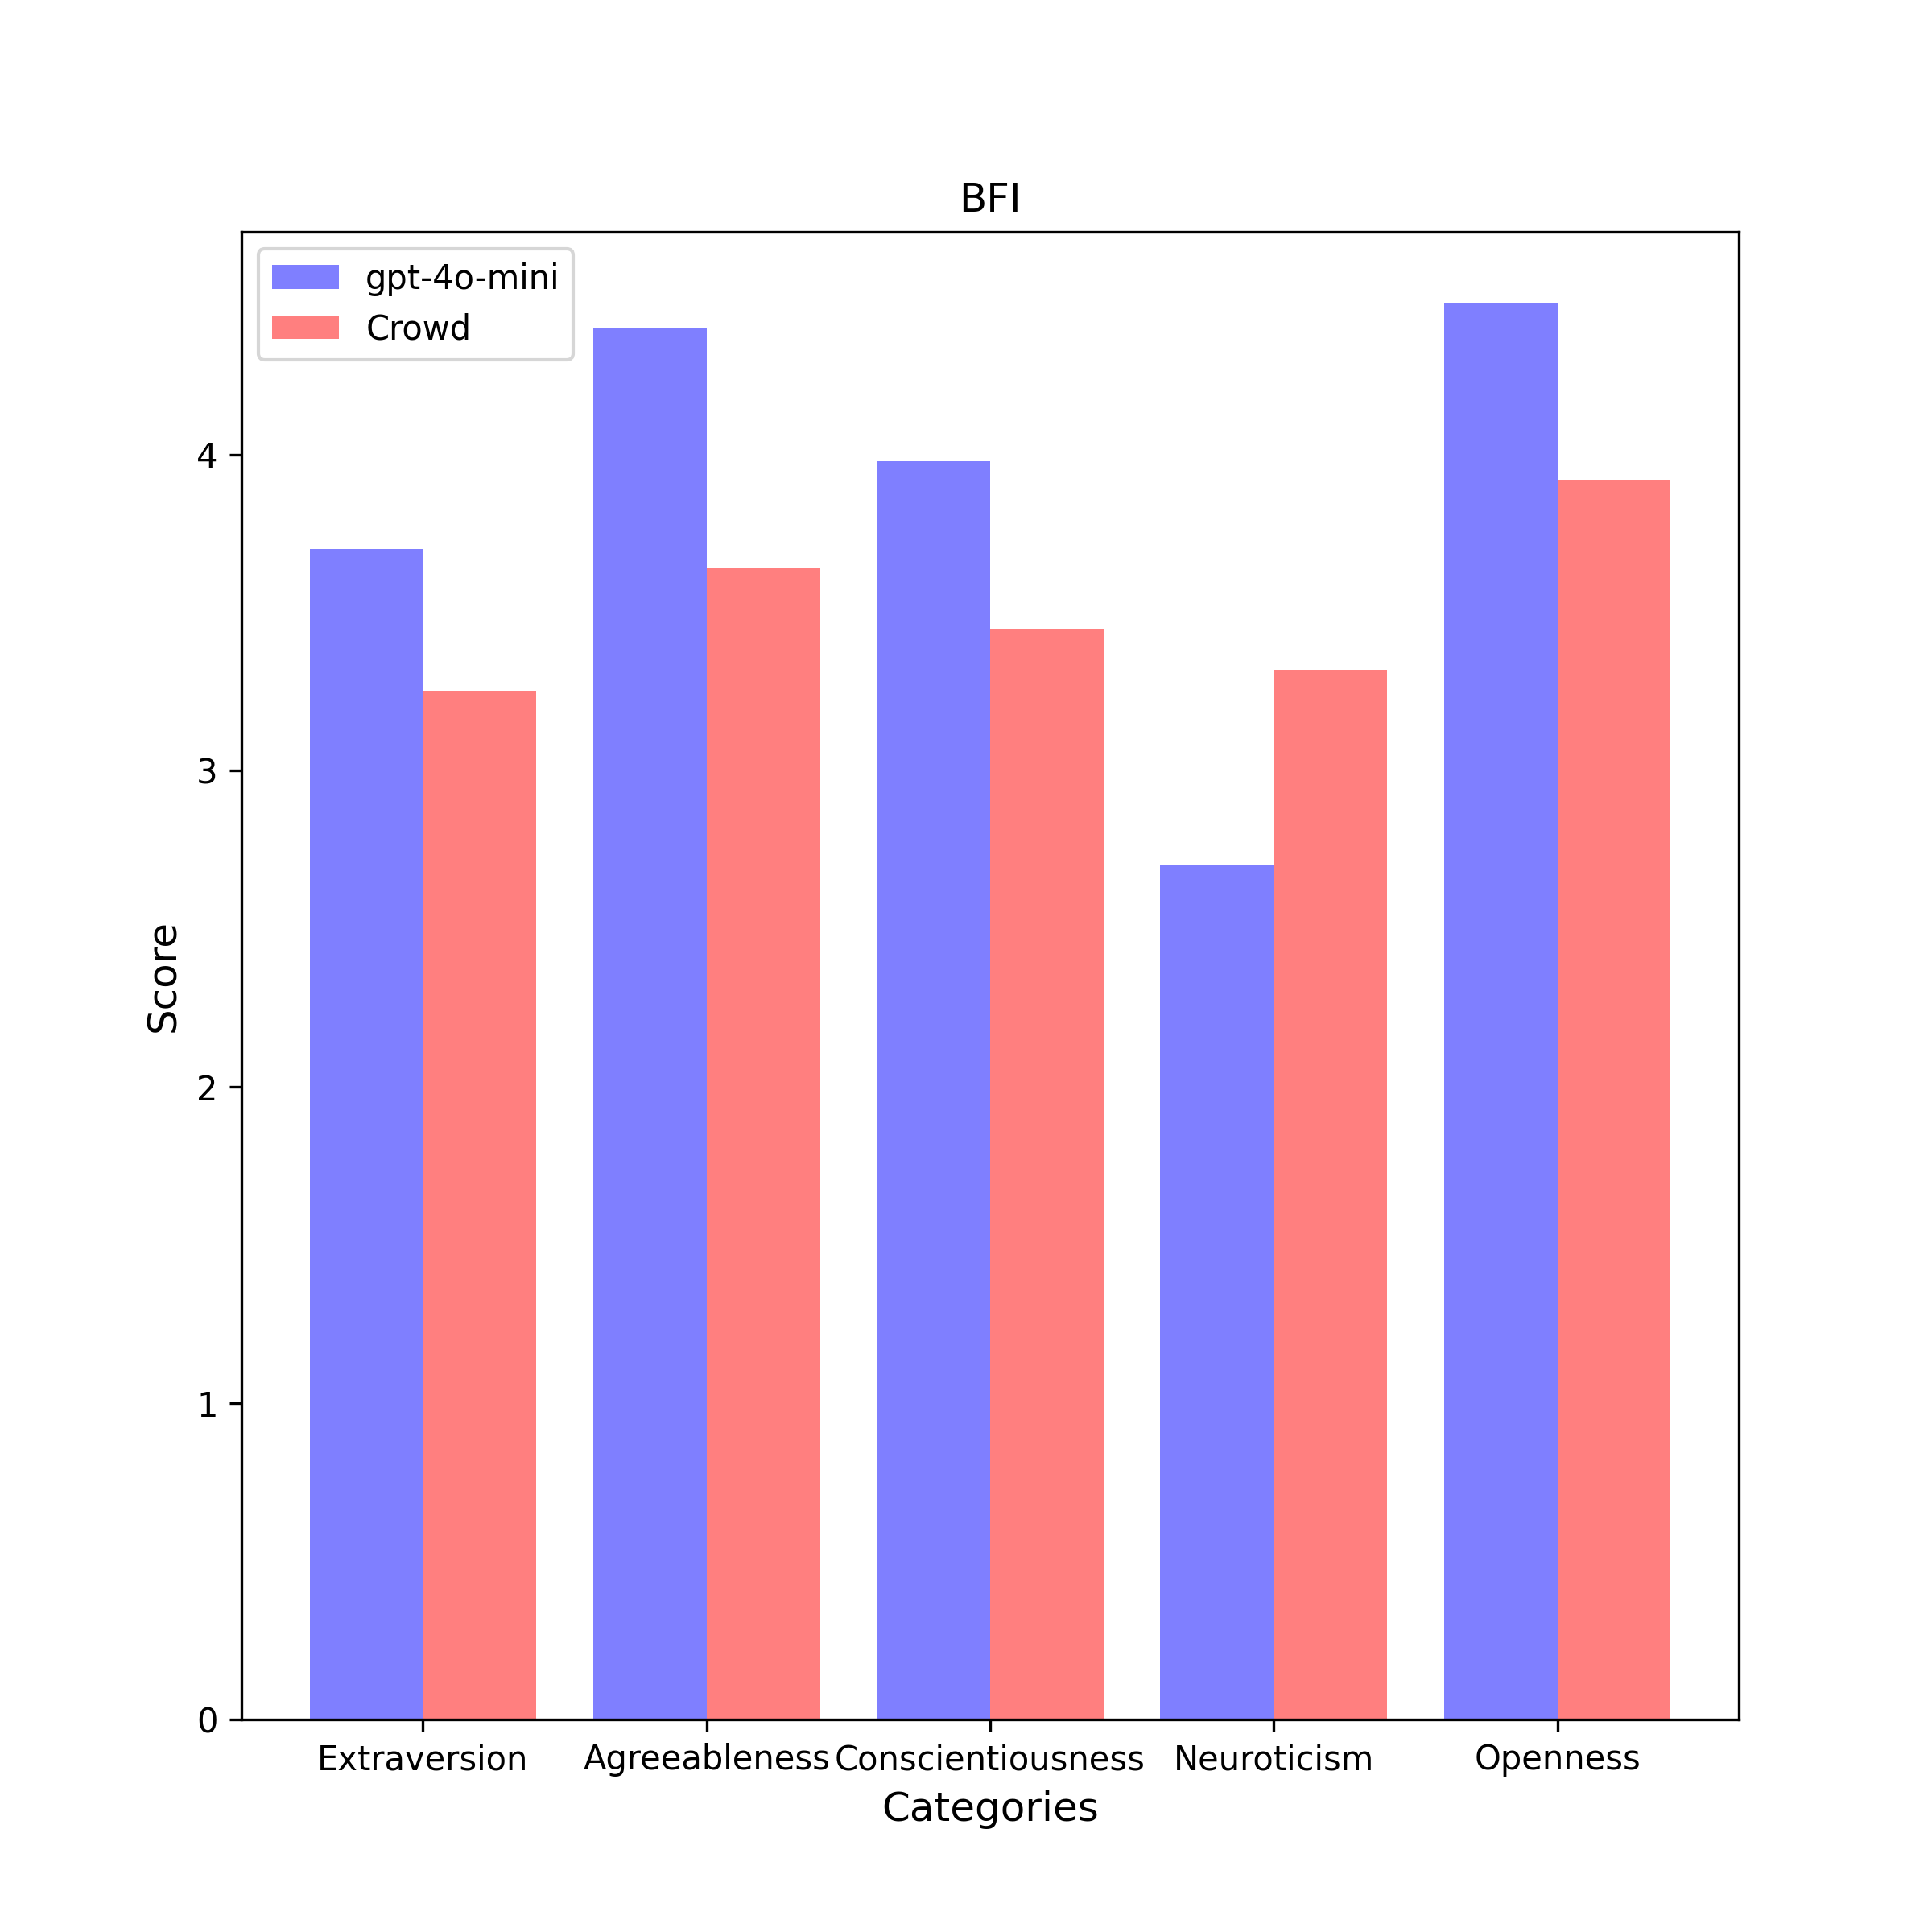 BFI
gpt-4o-mini
Crowd
4
3
2
1
0
Score
Extraversion Agreeableness Conscientiousness Neuroticism Openness
Categories